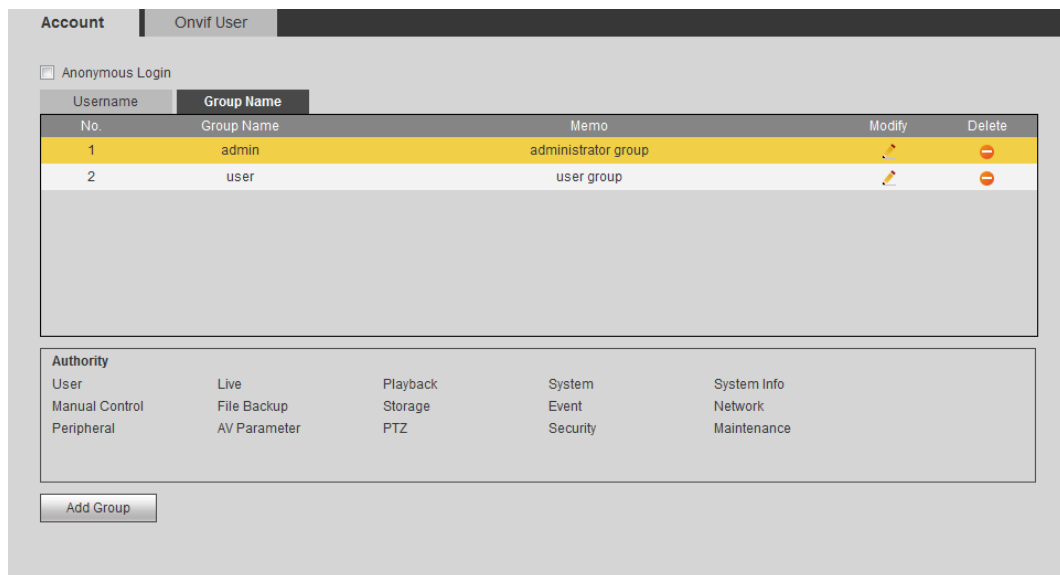 Account Onvif User
Anonymous Login
Username Group Name
No. Group Name Memo Modify Delete
1 admin administrator group
2 user user group
Authority
User Live Playback System System Info
Manual Control File Backup Storage Event Network
Peripheral AV Parameter PTZ Security Maintenance
Add Group